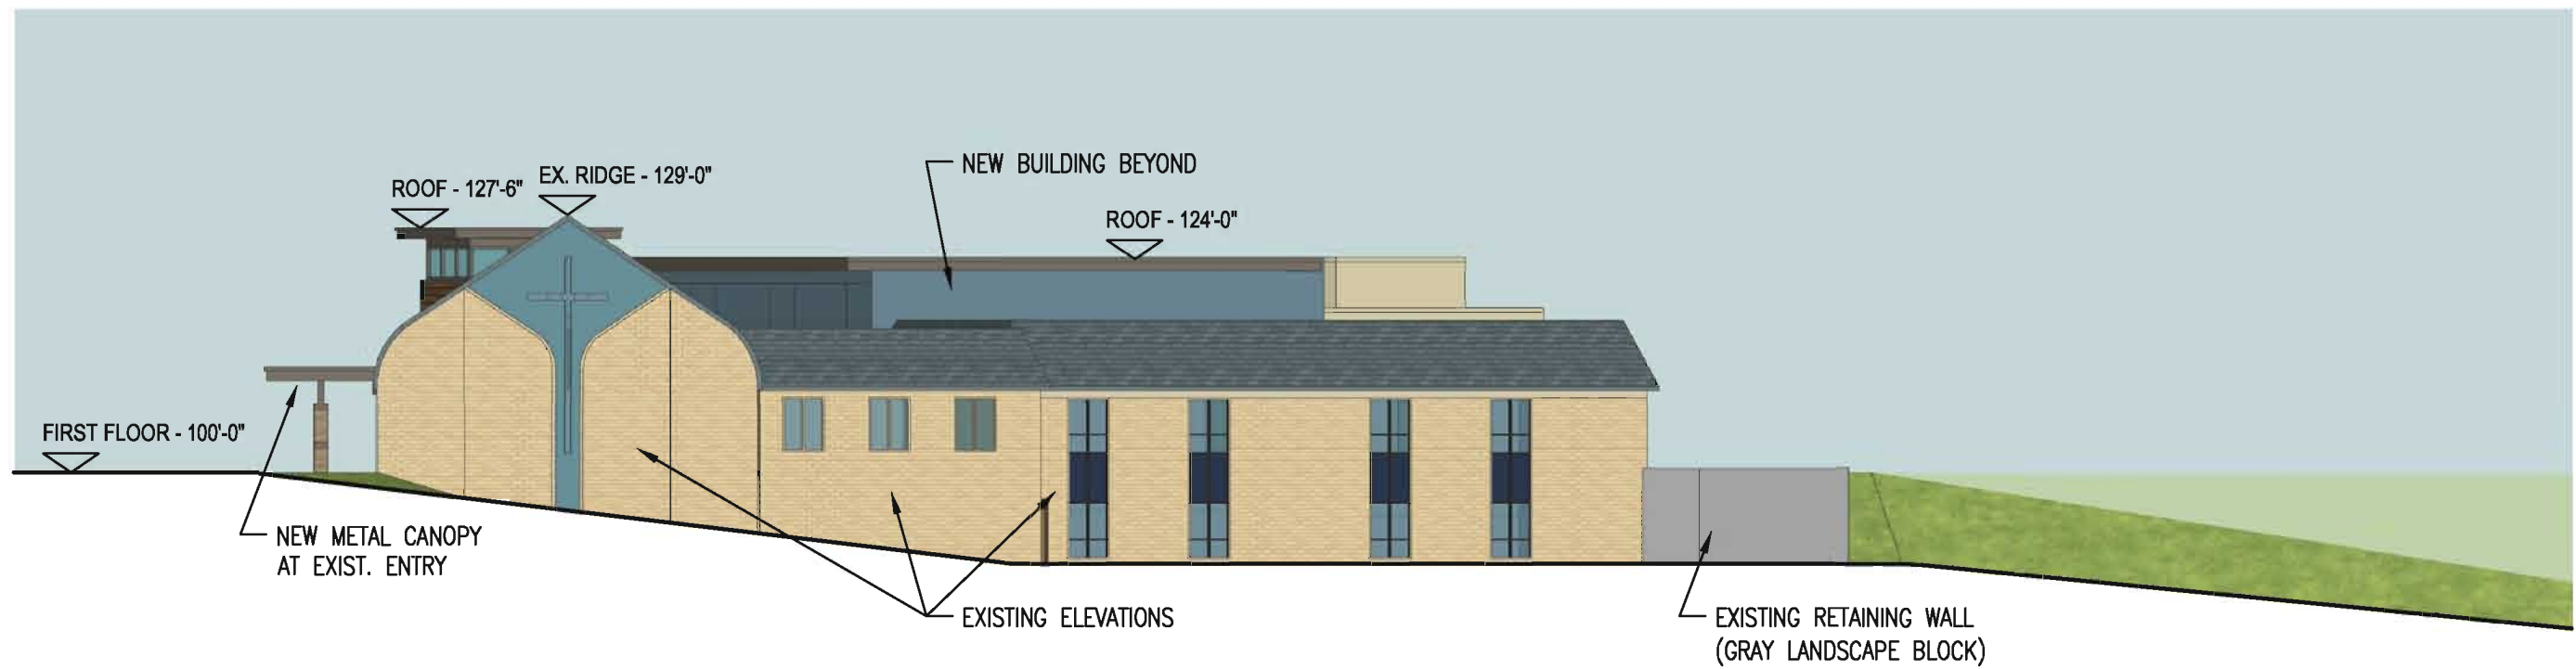 NEW BUILDING BEYOND
EX. RIDGE - 129'-0"
ROOF - 127'-6"
ROOF - 124'-0"
FIRST FLOOR - 100'-0"
NEW METAL CANOPY
AT EXIST. ENTRY
EXISTING ELEVATIONS
EXISTING RETAINING WALL
(GRAY LANDSCAPE BLOCK)